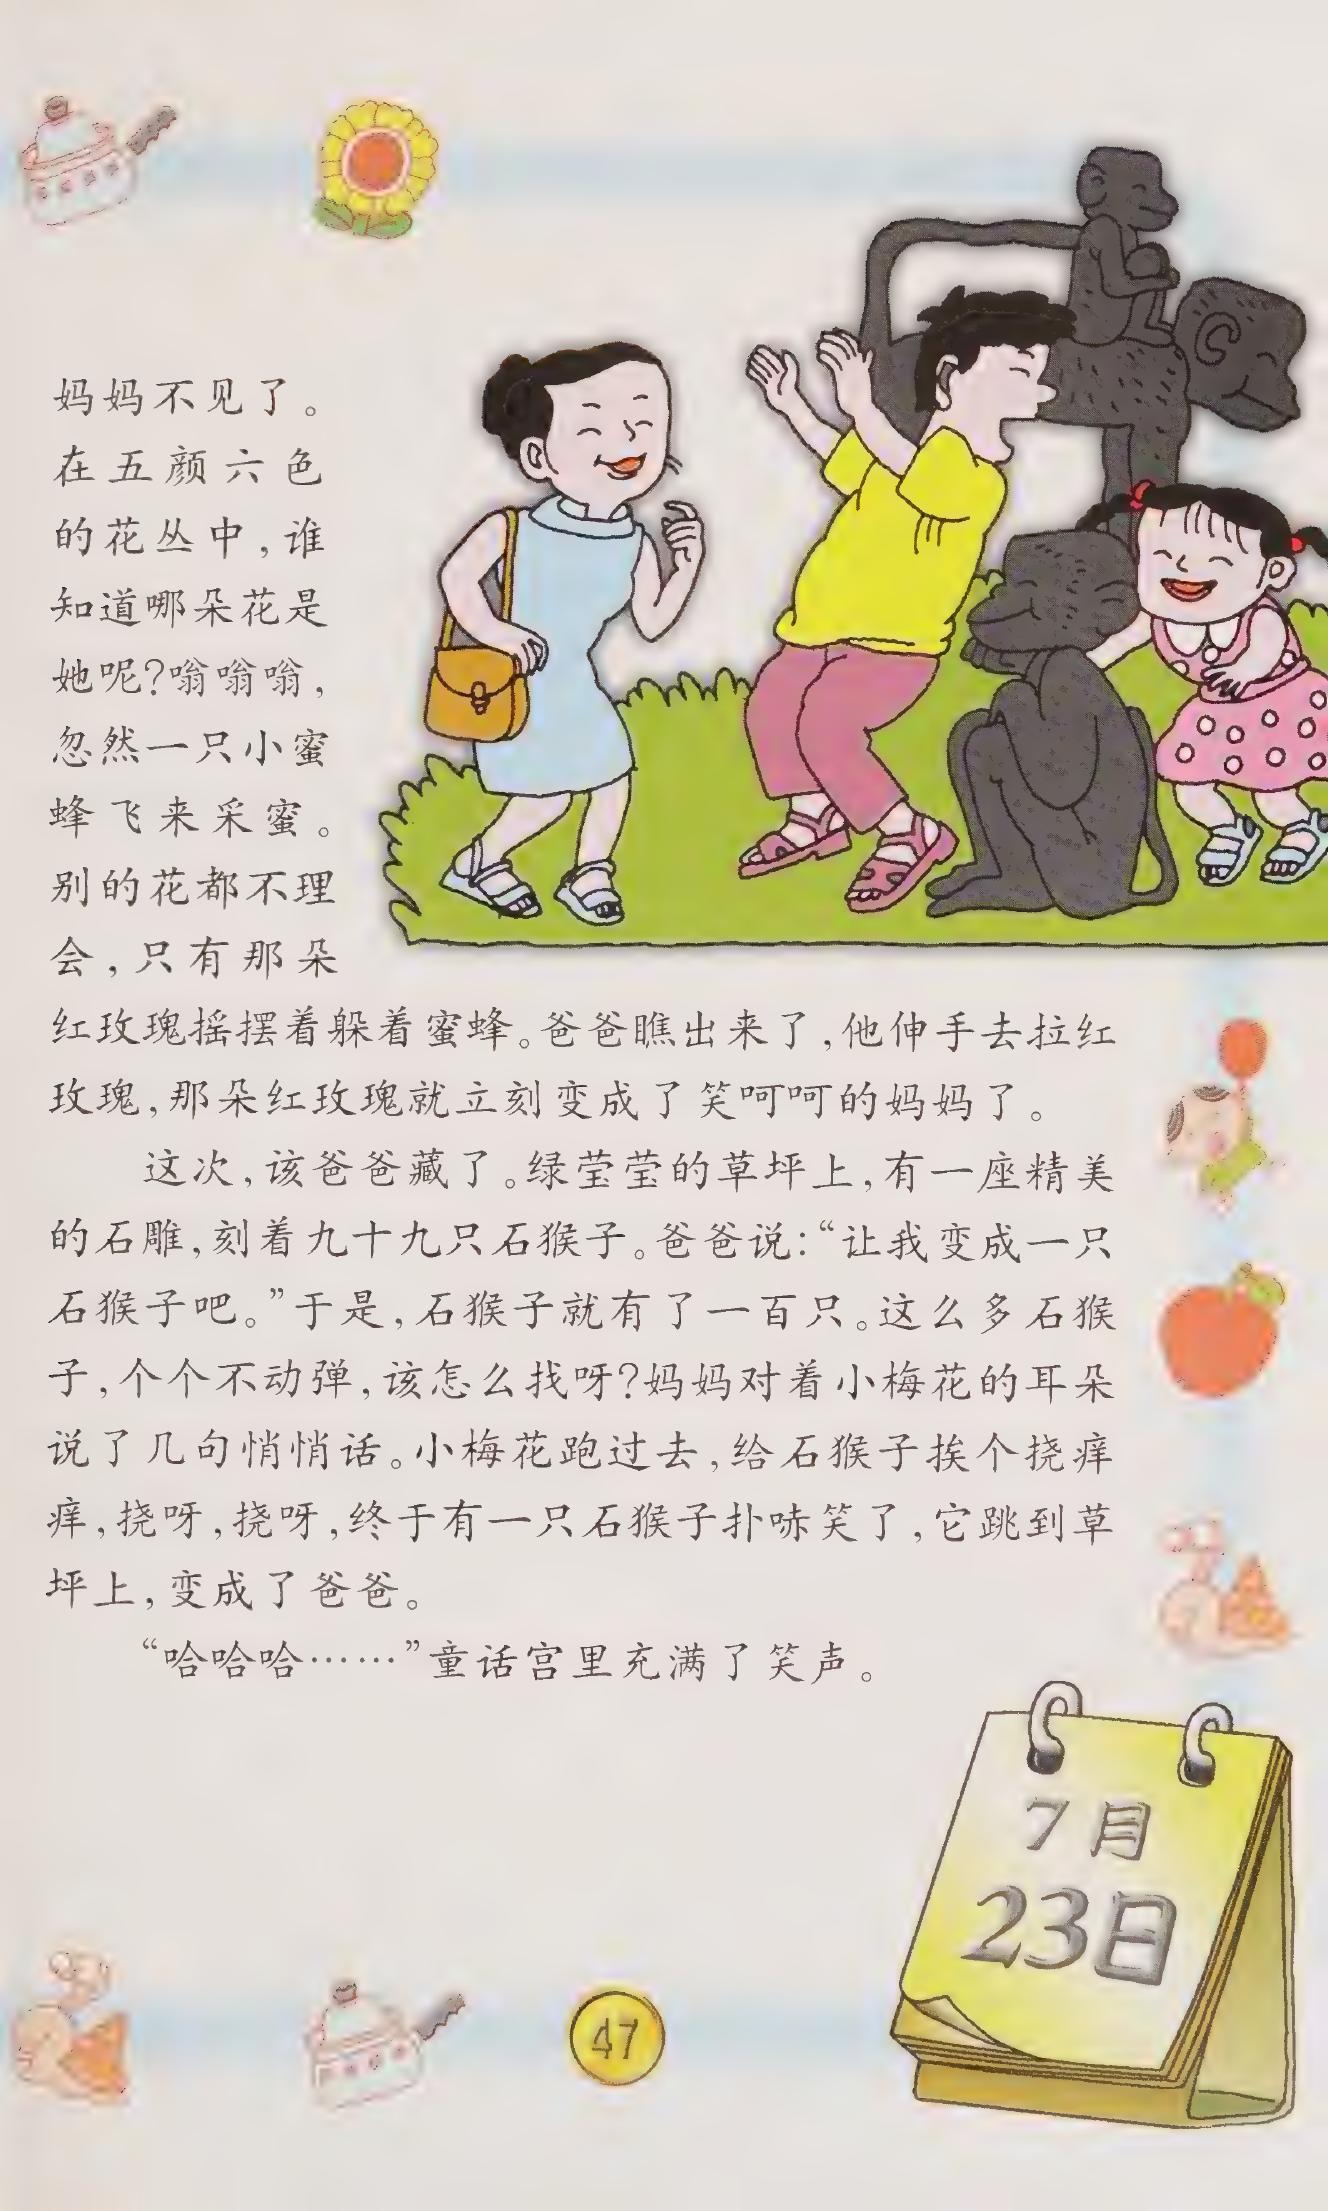 妈妈不见了。
在五颜六色
的花丛中,谁
知道哪朵花是
她呢?嗡嗡嗡,
忽然一只小蜜
蜂飞来采蜜。
别的花都不理
会,只有那朵
红玫瑰摇摆着躲着蜜蜂。爸爸瞧出来了,他伸手去拉红
玫瑰,那朵红玫瑰就立刻变成了笑呵呵的妈妈了。
这次,该爸爸藏了。绿莹莹的草坪上,有一座精美
的石雕,刻着九十九只石猴子。爸爸说:“让我变成一只
石猴子吧。”于是,石猴子就有了一百只。这么多石猴
子,个个不动弹,该怎么找呀?妈妈对着小梅花的耳朵
说了几句悄悄话。小梅花跑过去,给石猴子挨个挠痒
痒,挠呀,挠呀,终于有一只石猴子扑哧笑了,它跳到草
坪上,变成了爸爸。
“哈哈哈……”童话宫里充满了笑声。
7月
23日
47